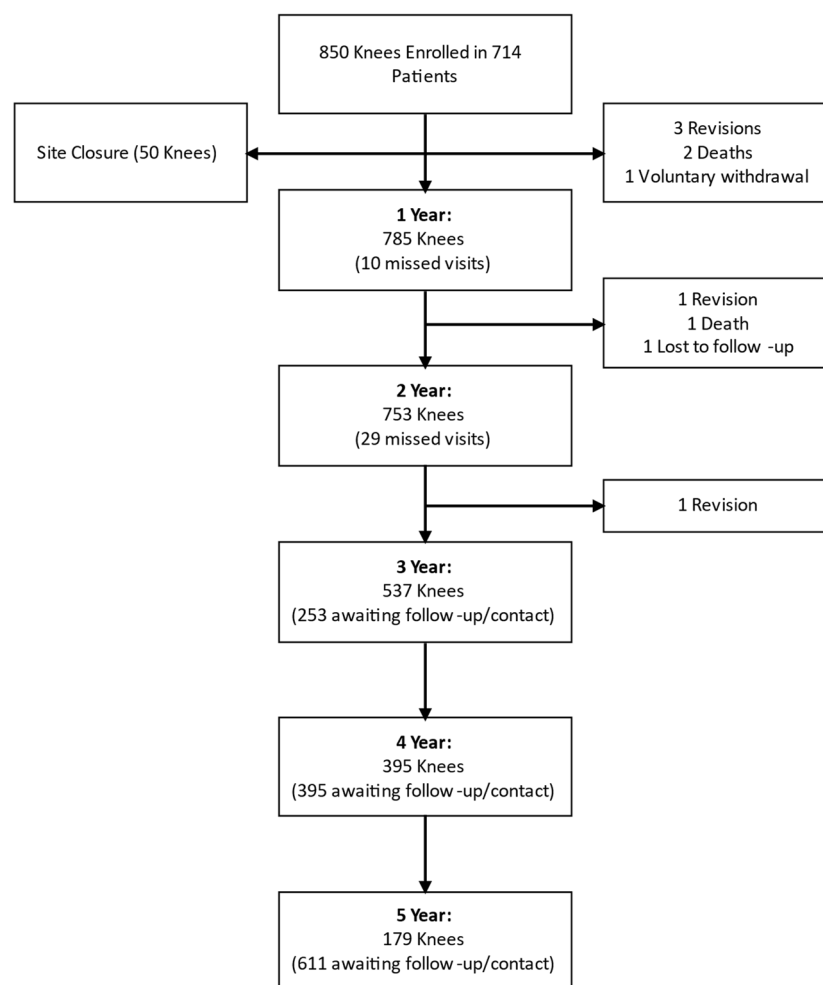 850 Knees Enrolled in 714
Patients
Site Closure (50 Knees)
3 Revisions
2 Deaths
1 Voluntary withdrawal
1 Year:
785 Knees
(10 missed visits)
1 Revision
1 Death
1 Lost to follow -up
2 Year:
753 Knees
(29 missed visits)
1 Revision
3 Year:
537 Knees
(253 awaiting follow -up/contact)
4 Year:
395 Knees
(395 awaiting follow -up/contact)
5 Year:
179 Knees
(611 awaiting follow -up/contact)